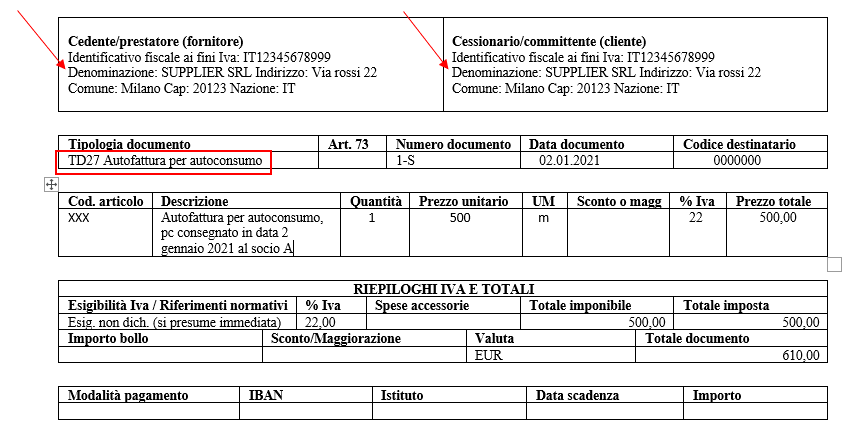 Cedente/prestatore (fornitore)
Identificativo fiscale ai fini Iva: IT12345678999
Denominazione: SUPPLIER SRL Indirizzo: Via rossi 22
Comune: Milano Cap: 20123 Nazione: IT
Cessionario/committente (cliente)
Identificativo fiscale ai fini Iva: IT12345678999
Denominazione: SUPPLIER SRL Indirizzo: Via rossi 22
Comune: Milano Cap: 20123 Nazione: IT
Tipologia documento Art. 73 Numero documento Data documento Codice destinatario
TD27 Autofattura per autoconsumo 1-S 02.01.2021 0000000
Cod. articolo Descrizione Quantità Prezzo unitario UM Sconto o magg % Iva Prezzo totale
XXX Autofattura per autoconsumo, 1 500 m 22 500,00
pc consegnato in data 2
gennaio 2021 al socio A
RIEPILOGHI IVA E TOTALI
Esigibilità Iva / Riferimenti normativi % Iva Spese accessorie Totale imponibile Totale imposta
Esig. non dich. (si presume immediata) 22,00 500,00 500,00
Importo bollo Sconto/Maggiorazione Valuta Totale documento
EUR 610,00
Modalità pagamento IBAN Istituto Data scadenza Importo